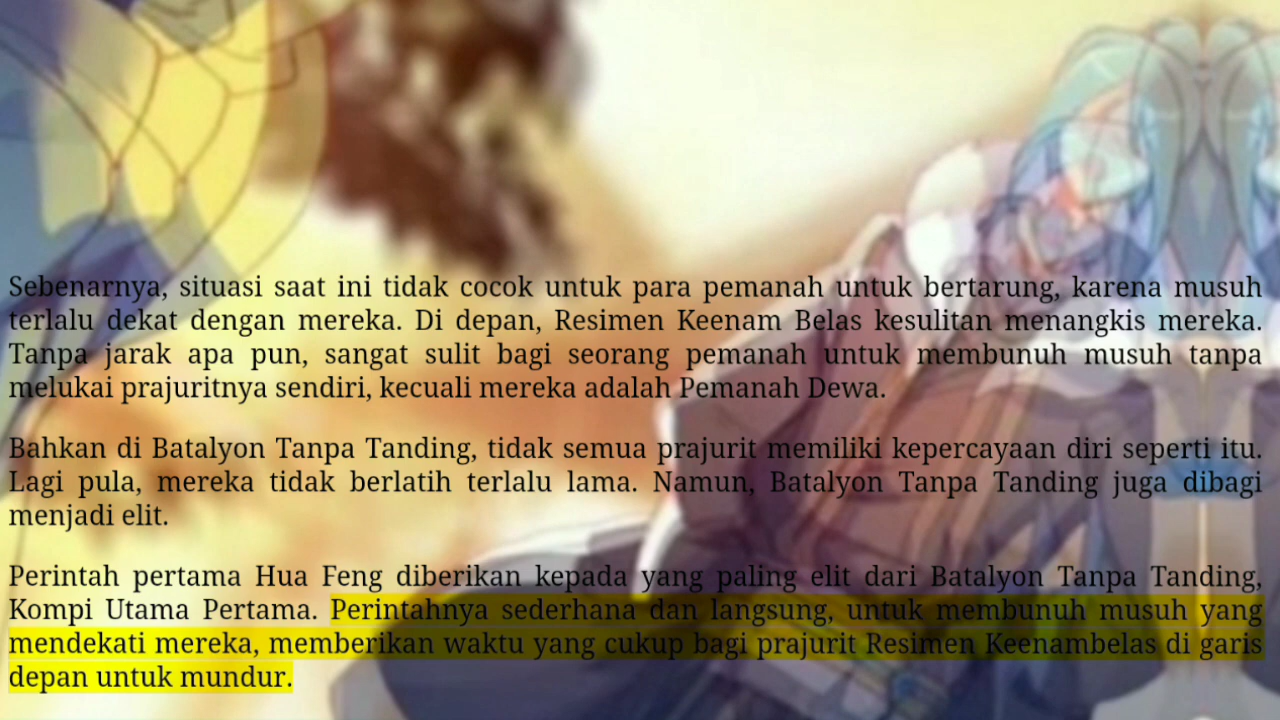 Sebenarnya, situasi saat ini tidak cocok untuk para pemanah untuk bertarung, karena musuh
terlalu dekat dengan mereka. Di depan, Resimen Keenam Belas kesulitan menangkis mereka.
Tanpa jarak apa pun, sangat sulit bagi seorang pemanah untuk membunuh musuh tanpa
melukai prajuritnya sendiri, kecuali mereka adalah Pemanah Dewa.
Bahkan di Batalyon Tanpa Tanding, tidak semua prajurit memiliki kepercayaan diri seperti itu.
Lagi pula, mereka tidak berlatih terlalu lama. Namun, Batalyon Tanpa Tanding juga dibagi
menjadi elit.
Perintah pertama Hua Feng diberikan kepada yang paling elit dari Batalyon Tanpa Tanding,
Kompi Utama Pertama. Perintahnya sederhana dan langsung, untuk membunuh musuh yang
mendekati mereka, memberikan waktu yang cukup bagi prajurit Resimen Keenambelas di garis
depan untuk mundur.